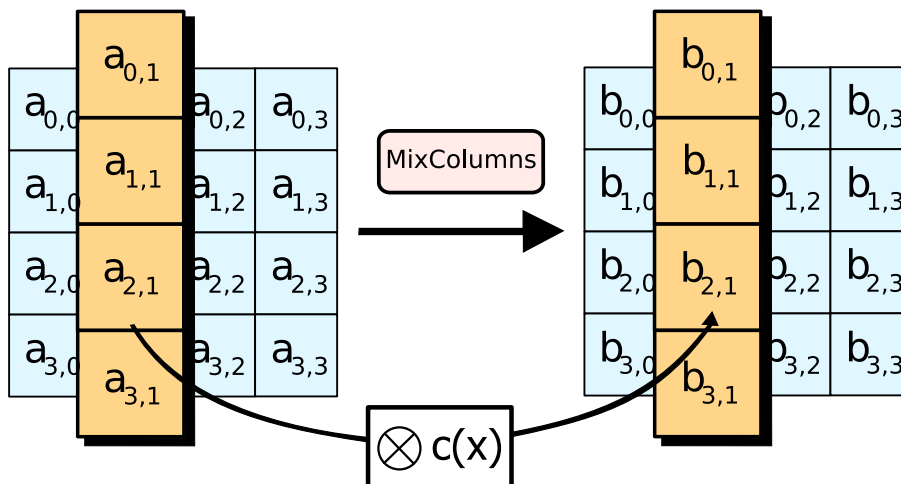 a0,0 a0,1 a0,2 a0,3
a1,0 a1,1 a1,2 a1,3
a2,0 a2,1 a2,2 a2,3
a3,0 a3,1 a3,2 a3,3
MixColumns
b0,0 b0,1 b0,2 b0,3
b1,0 b1,1 b1,2 b1,3
b2,0 b2,1 b2,2 b2,3
b3,0 b3,1 b3,2 b3,3
⊗ c(x)